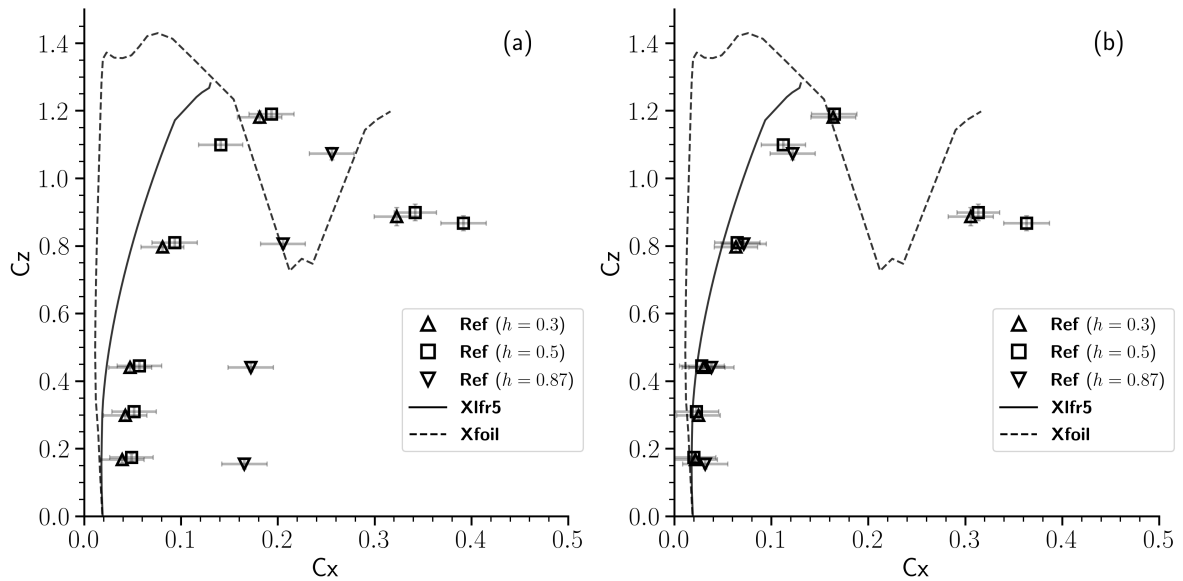 (a)
Cz
1.4
1.2
1.0
0.8
0.6
0.4
0.2
0.0
0.0 0.1 0.2 0.3 0.4 0.5
Cx
Ref (h = 0.3)
Ref (h = 0.5)
Ref (h = 0.87)
Xlfr5
Xfoil
(b)
Cz
1.4
1.2
1.0
0.8
0.6
0.4
0.2
0.0
0.0 0.1 0.2 0.3 0.4 0.5
Cx
Ref (h = 0.3)
Ref (h = 0.5)
Ref (h = 0.87)
Xlfr5
Xfoil